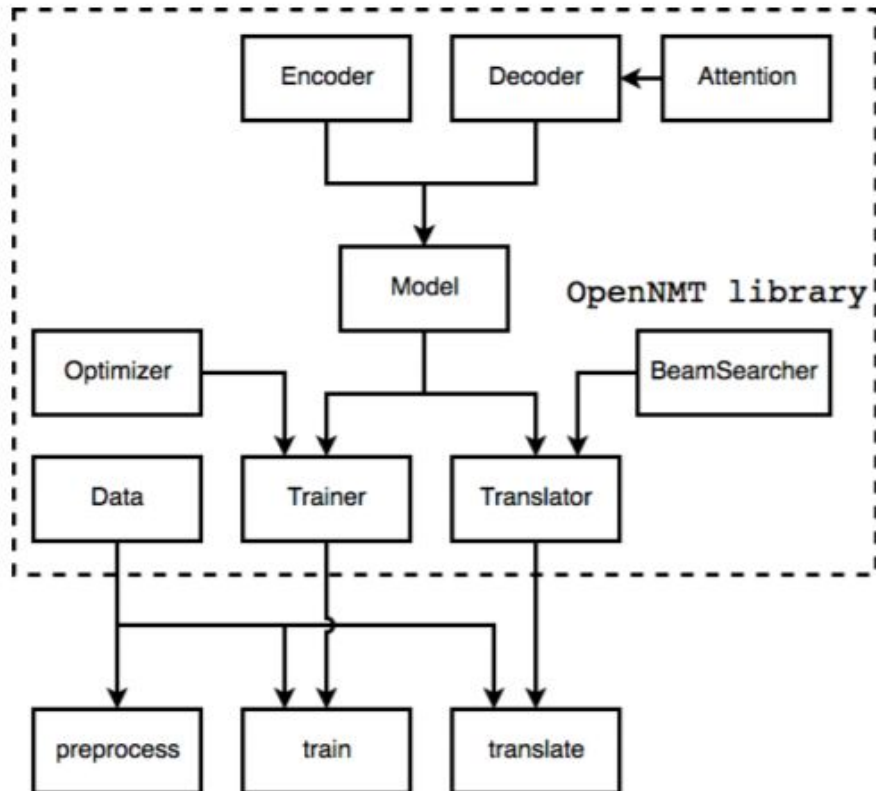 Encoder
Decoder
Attention
Model
OpenNMT library
Optimizer
BeamSearcher
Data
Trainer
Translator
preprocess
train
translate